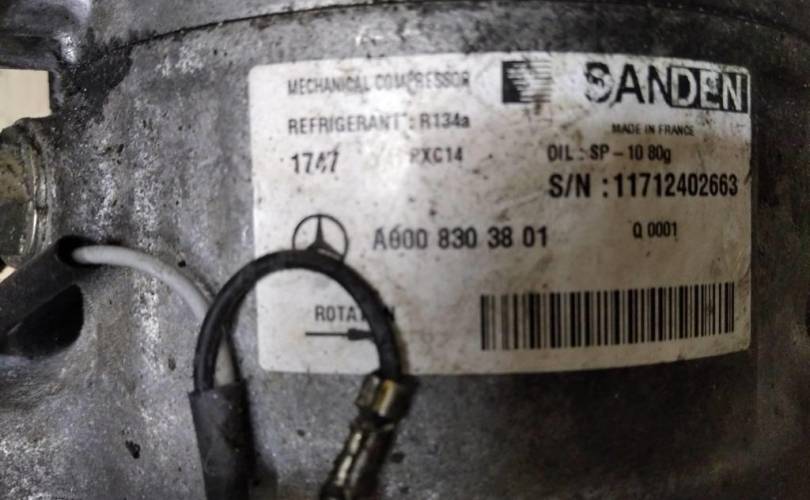 MECHANICAL COMPRESSOR
SANDEN
REFRIGERANT : R134a
MADE IN FRANCE
1747 PXC14
OIL : SP - 10 80g
S/N : 11712402663
A000 830 38 01
Q 0001